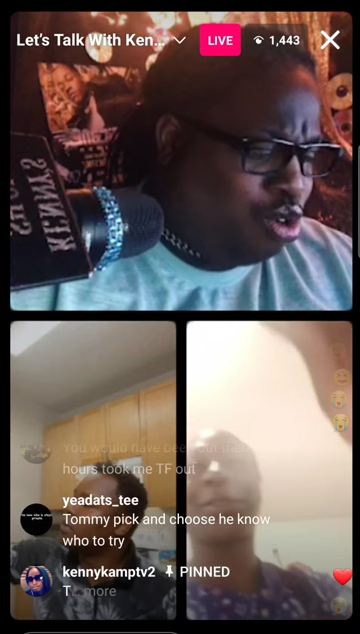 Let's Talk With Ken...
LIVE
1,443
hours took me TF out
yeadats_tee
Tommy pick and choose he know
who to try
kennykamptv2 PINNED
T... more